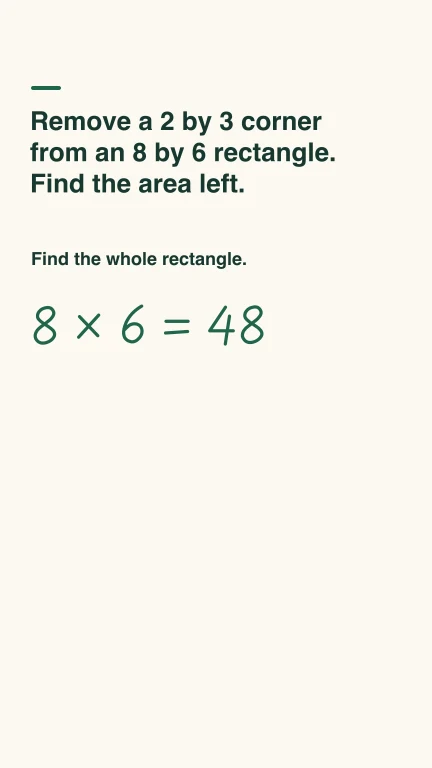 Remove a 2 by 3 corner
from an 8 by 6 rectangle.
Find the area left.
Find the whole rectangle.
8 × 6 = 48